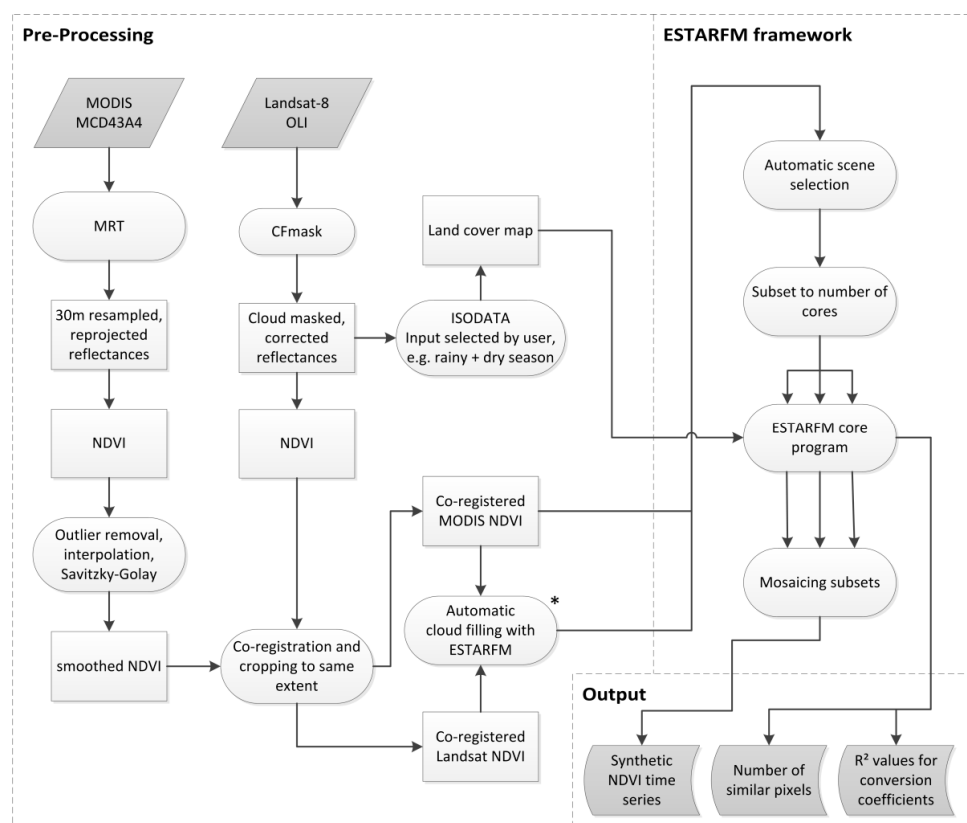 Pre-Processing
ESTARFM framework
MODIS
MCD43A4
Landsat-8
OLI
Automatic scene
selection
MRT
CFmask
Land cover map
30m resampled,
reprojected
reflectances
Cloud masked,
corrected
reflectances
ISODATA
Input selected by user,
e.g. rainy + dry season
Subset to number of
cores
NDVI
NDVI
ESTARFM core
program
Outlier removal,
interpolation,
Savitzky-Golay
Co-registered
MODIS NDVI
Mosaicing subsets
Automatic
cloud filling with
ESTARFM
*
smoothed NDVI
Co-registration and
cropping to same
extent
Co-registered
Landsat NDVI
Output
Synthetic
NDVI time
series
Number of
similar pixels
R² values for
conversion
coefficients